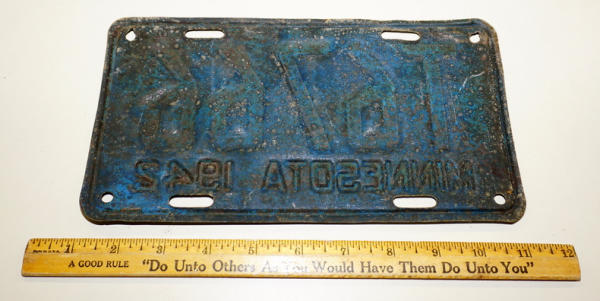 MINNESOTA 1942
1 2 3 4 5 6 7 8 9 10 11 12
A GOOD RULE "Do Unto Others As You Would Have Them Do Unto You"